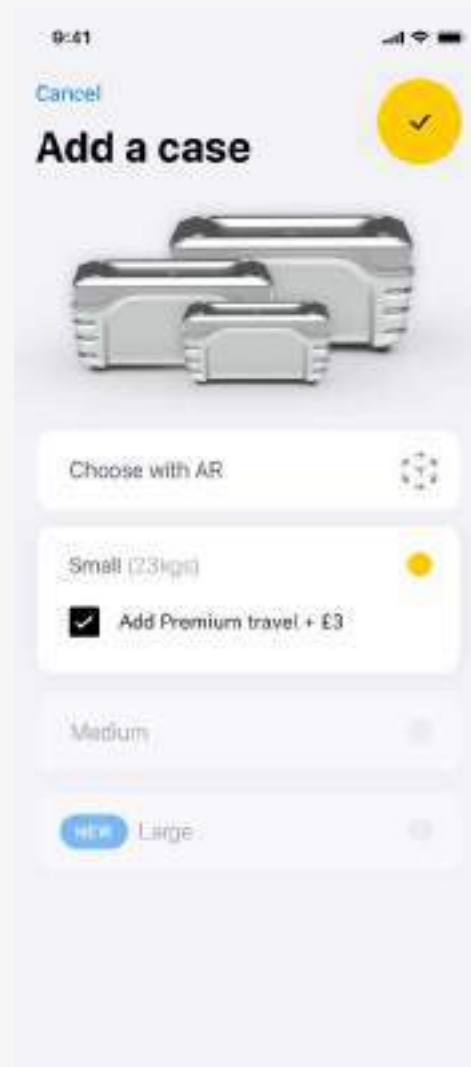 9:41
Cancel
Add a case
Choose with AR
Small (23kgs)
Add Premium travel + £3
Medium
NEW Large